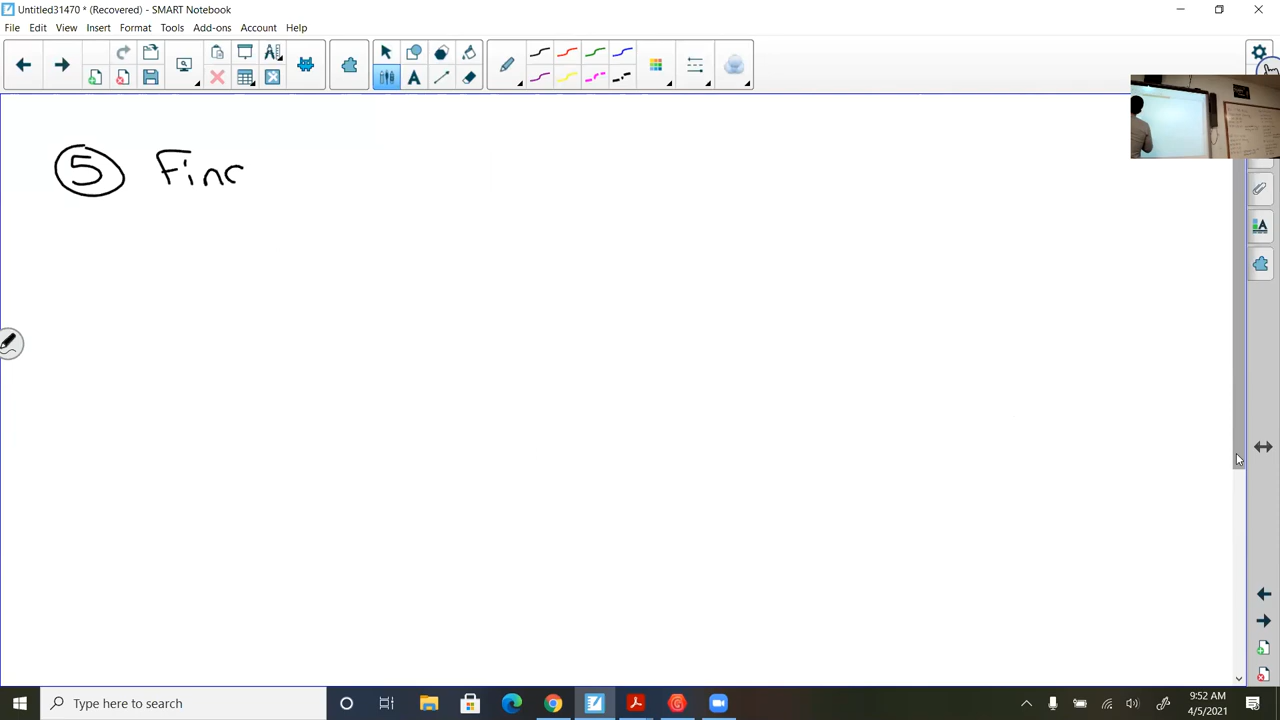 Untitled31470 * (Recovered) - SMART Notebook
File Edit View Insert Format Tools Add-ons Account Help
5 Finc
Type here to search
9:52 AM
4/5/2021